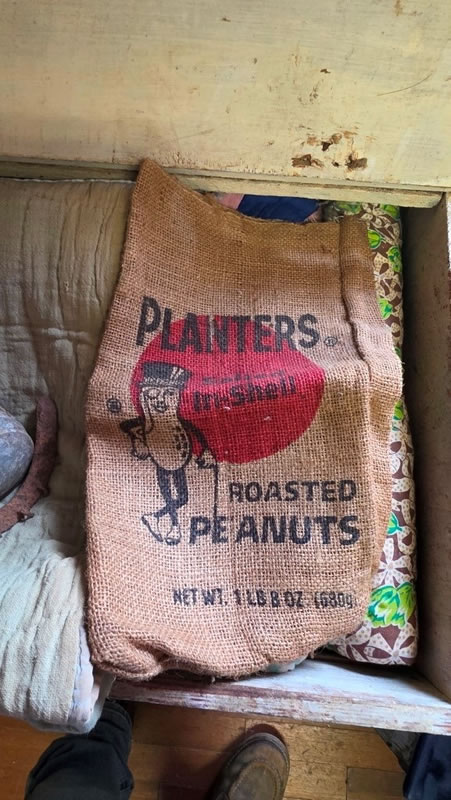 PLANTERS®
In-Shell
®
ROASTED
PEANUTS
NET WT. 1 LB 8 OZ. (680g